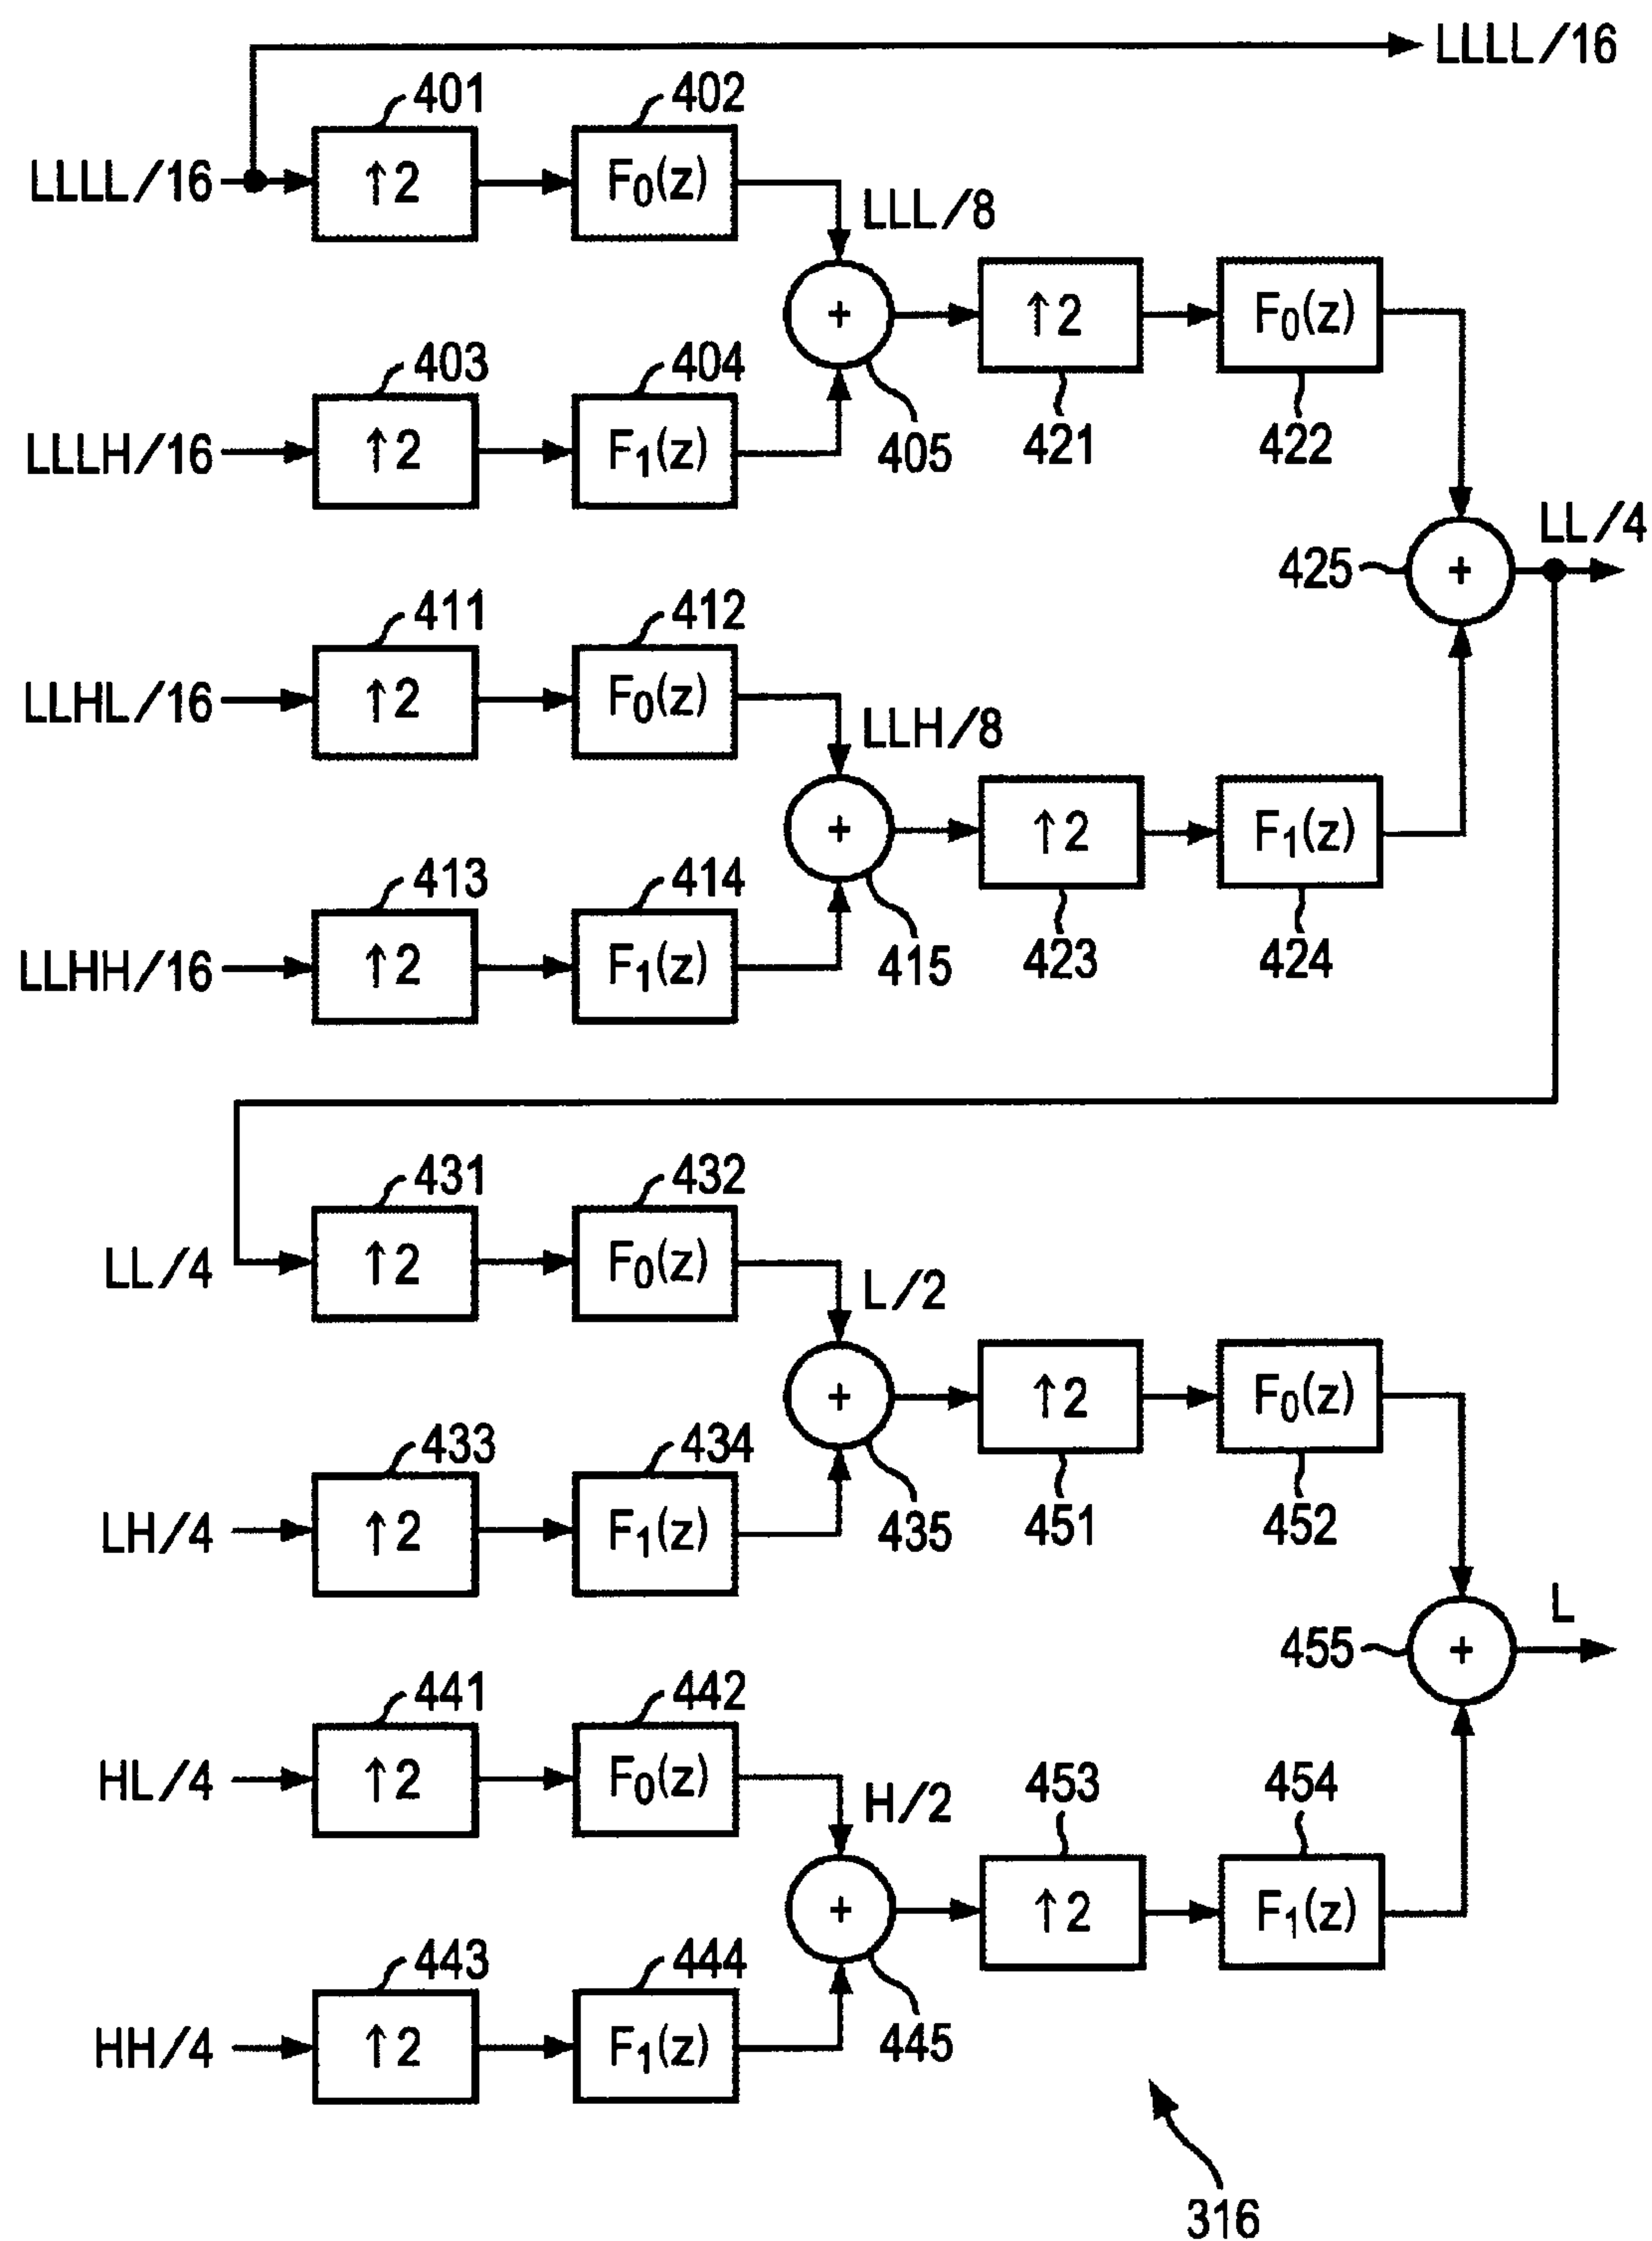 LLLL/16
401
402
LLLL/16
↑2
F₀(z)
LLL/8
↑2
F₀(z)
403
404
LLLH/16
↑2
F₁(z)
405
421
422
LL/4
425
+
+
411
412
LLHL/16
↑2
F₀(z)
LLH/8
+
↑2
F₁(z)
413
414
LLHH/16
↑2
F₁(z)
415
423
424
431
432
LL/4
↑2
F₀(z)
L/2
+
↑2
F₀(z)
433
434
LH/4
↑2
F₁(z)
435
451
452
L
455
+
441
442
HL/4
↑2
F₀(z)
H/2
453
454
+
↑2
F₁(z)
443
444
HH/4
↑2
F₁(z)
445
316